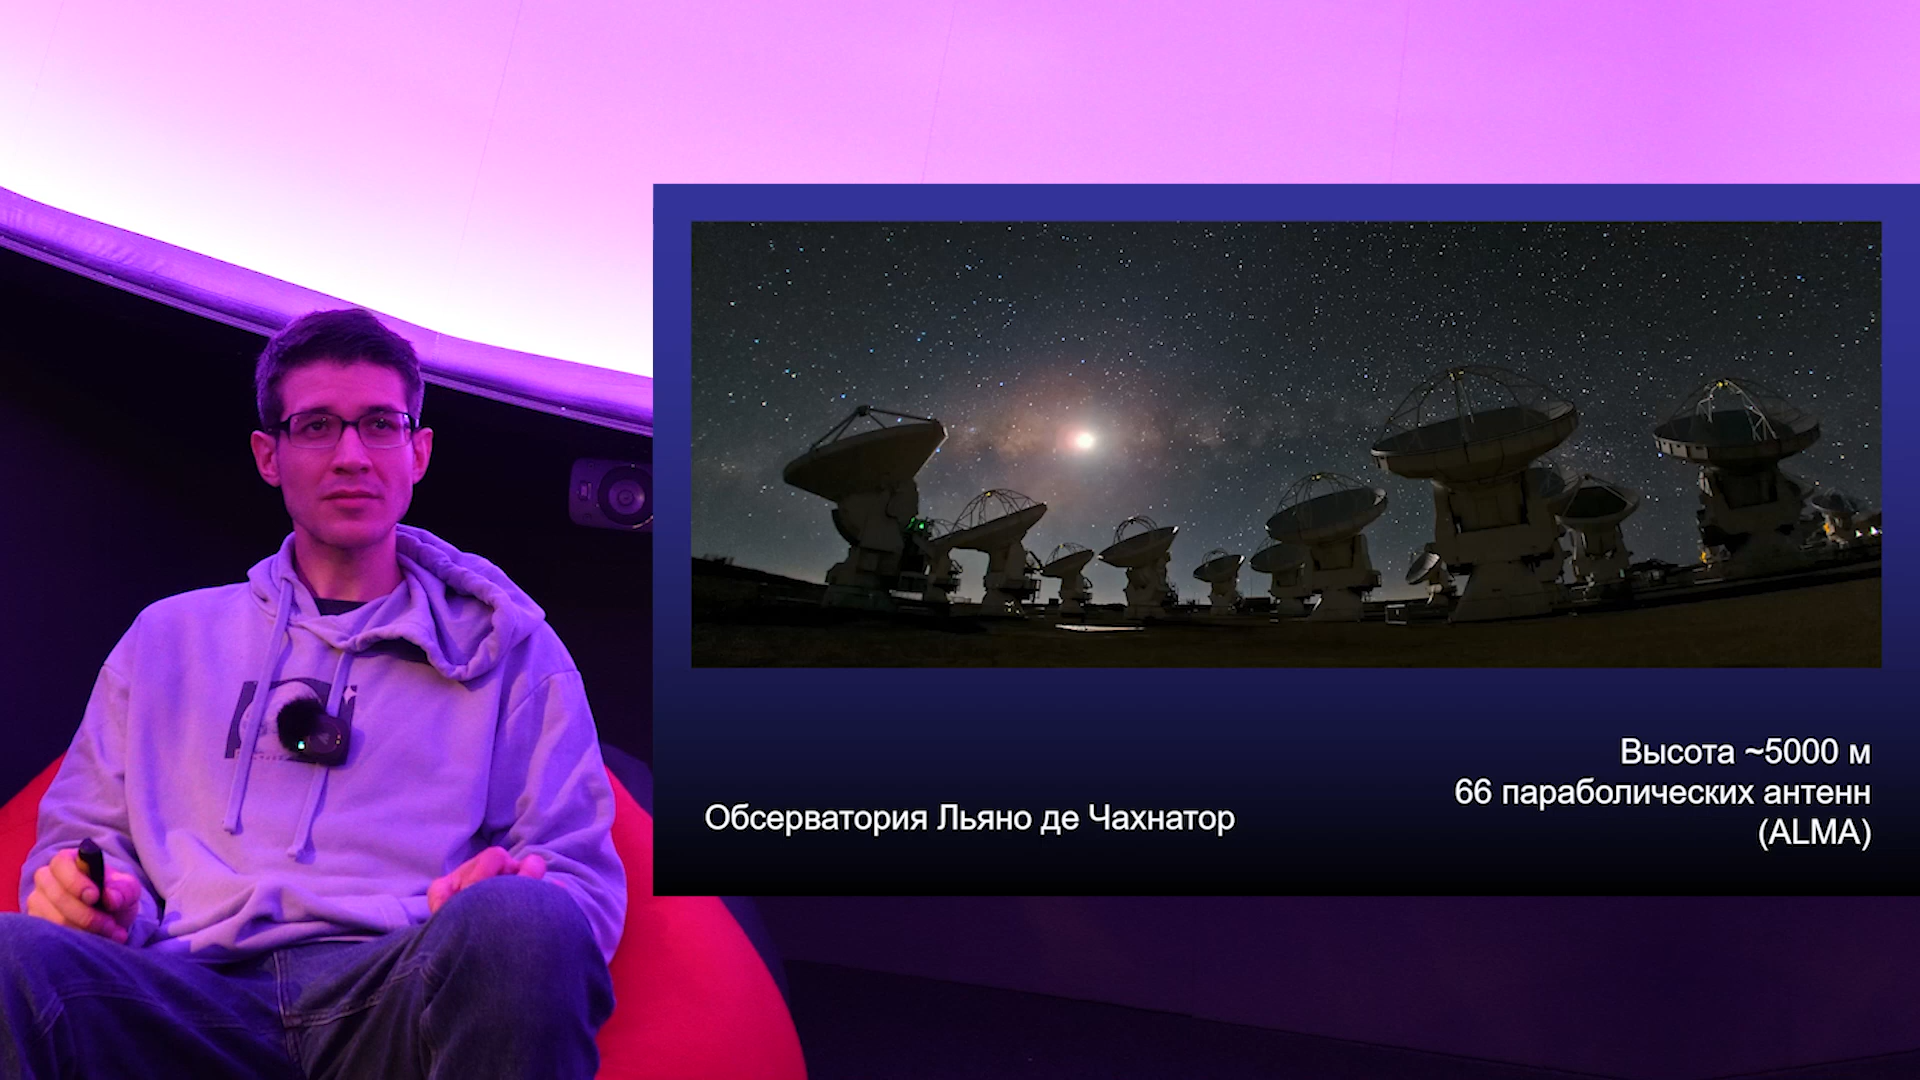 Обсерватория Льяно де Чахнатор
Высота ~5000 м
66 параболических антенн
(ALMA)